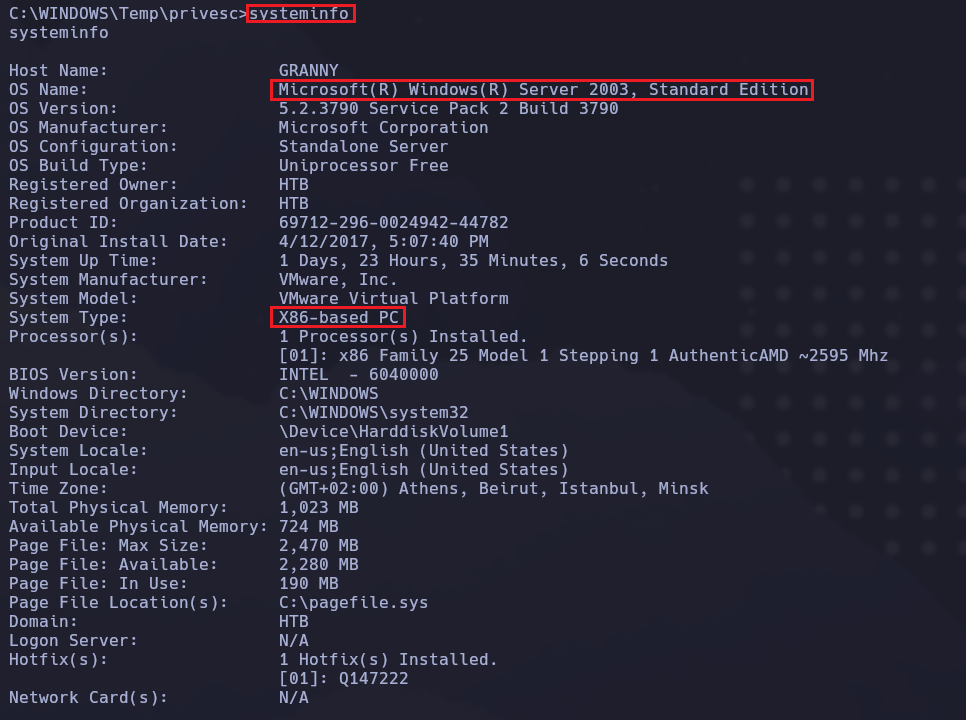 C:\WINDOWS\Temp\privesc>systeminfo
systeminfo
Host Name: GRANNY
OS Name: Microsoft(R) Windows(R) Server 2003, Standard Edition
OS Version: 5.2.3790 Service Pack 2 Build 3790
OS Manufacturer: Microsoft Corporation
OS Configuration: Standalone Server
OS Build Type: Uniprocessor Free
Registered Owner: HTB
Registered Organization: HTB
Product ID: 69712-296-0024942-44782
Original Install Date: 4/12/2017, 5:07:40 PM
System Up Time: 1 Days, 23 Hours, 35 Minutes, 6 Seconds
System Manufacturer: VMware, Inc.
System Model: VMware Virtual Platform
System Type: X86-based PC
Processor(s): 1 Processor(s) Installed.
[01]: x86 Family 25 Model 1 Stepping 1 AuthenticAMD ~2595 Mhz
BIOS Version: INTEL - 6040000
Windows Directory: C:\WINDOWS
System Directory: C:\WINDOWS\system32
Boot Device: \Device\HarddiskVolume1
System Locale: en-us;English (United States)
Input Locale: en-us;English (United States)
Time Zone: (GMT+02:00) Athens, Beirut, Istanbul, Minsk
Total Physical Memory: 1,023 MB
Available Physical Memory: 724 MB
Page File: Max Size: 2,470 MB
Page File: Available: 2,280 MB
Page File: In Use: 190 MB
Page File Location(s): C:\pagefile.sys
Domain: HTB
Logon Server: N/A
Hotfix(s): 1 Hotfix(s) Installed.
[01]: Q147222
Network Card(s): N/A